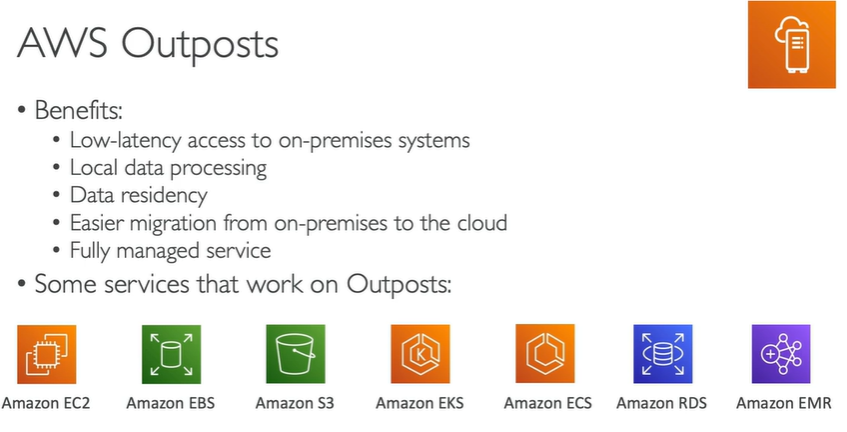 AWS Outposts
• Benefits:
• Low-latency access to on-premises systems
• Local data processing
• Data residency
• Easier migration from on-premises to the cloud
• Fully managed service
• Some services that work on Outposts:
K
Amazon EC2 Amazon EBS Amazon S3 Amazon EKS Amazon ECS Amazon RDS Amazon EMR